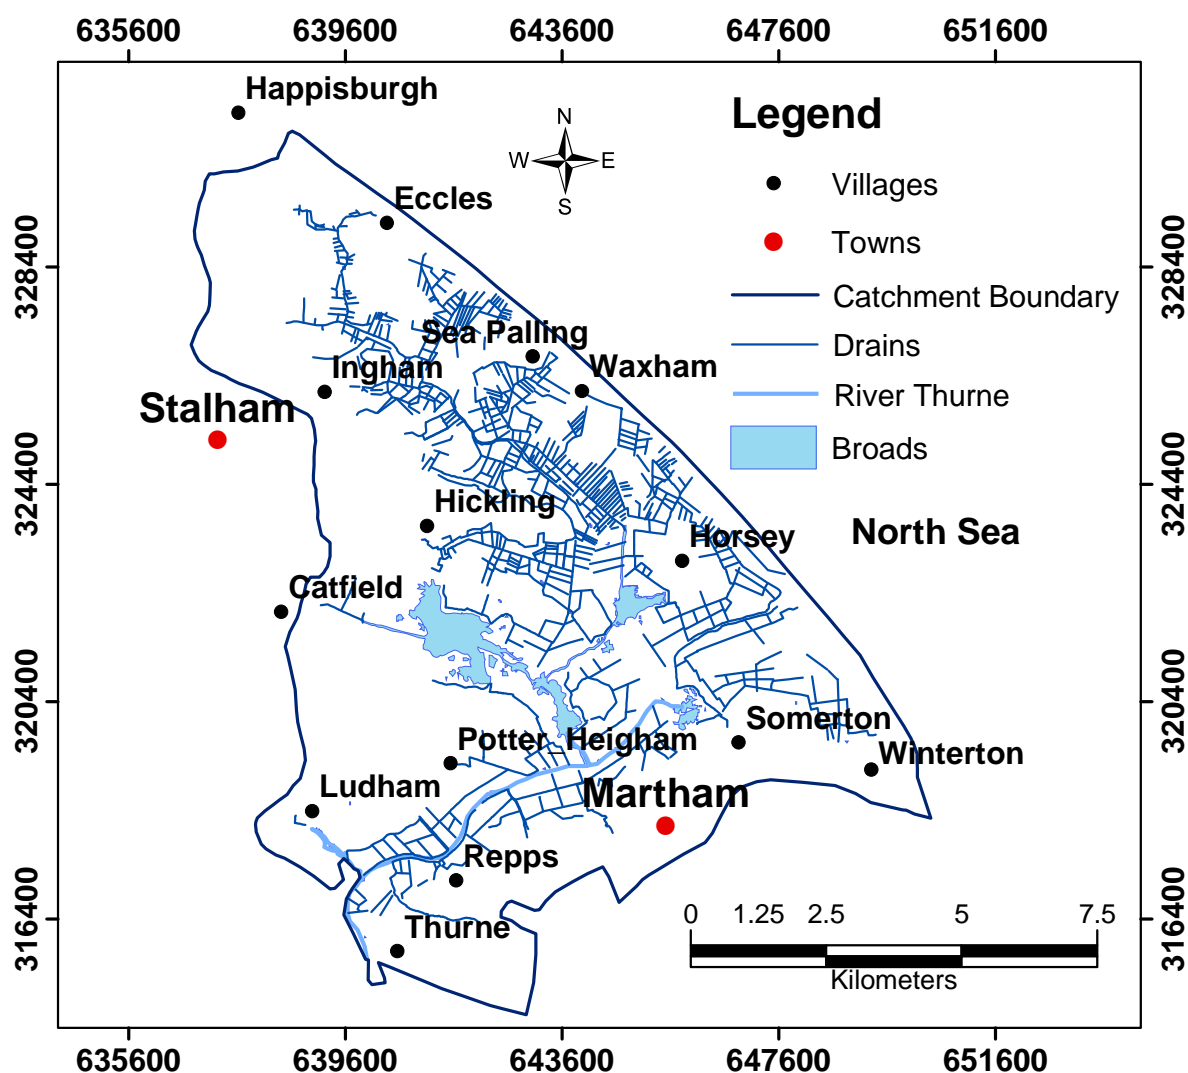 635600 639600 643600 647600 651600
Happisburgh
Legend
N
W E
S
Villages
Eccles
Towns
328400 328400
Catchment Boundary
Sea Palling
Drains
Ingham
Waxham
River Thurne
Stalham
Broads
324400 324400
Hickling
North Sea
Horsey
Catfield
320400 320400
Somerton
Potter_Heigham
Winterton
Ludham
Martham
Repps
316400 316400
0 1.25 2.5 5 7.5
Thurne
Kilometers
635600 639600 643600 647600 651600